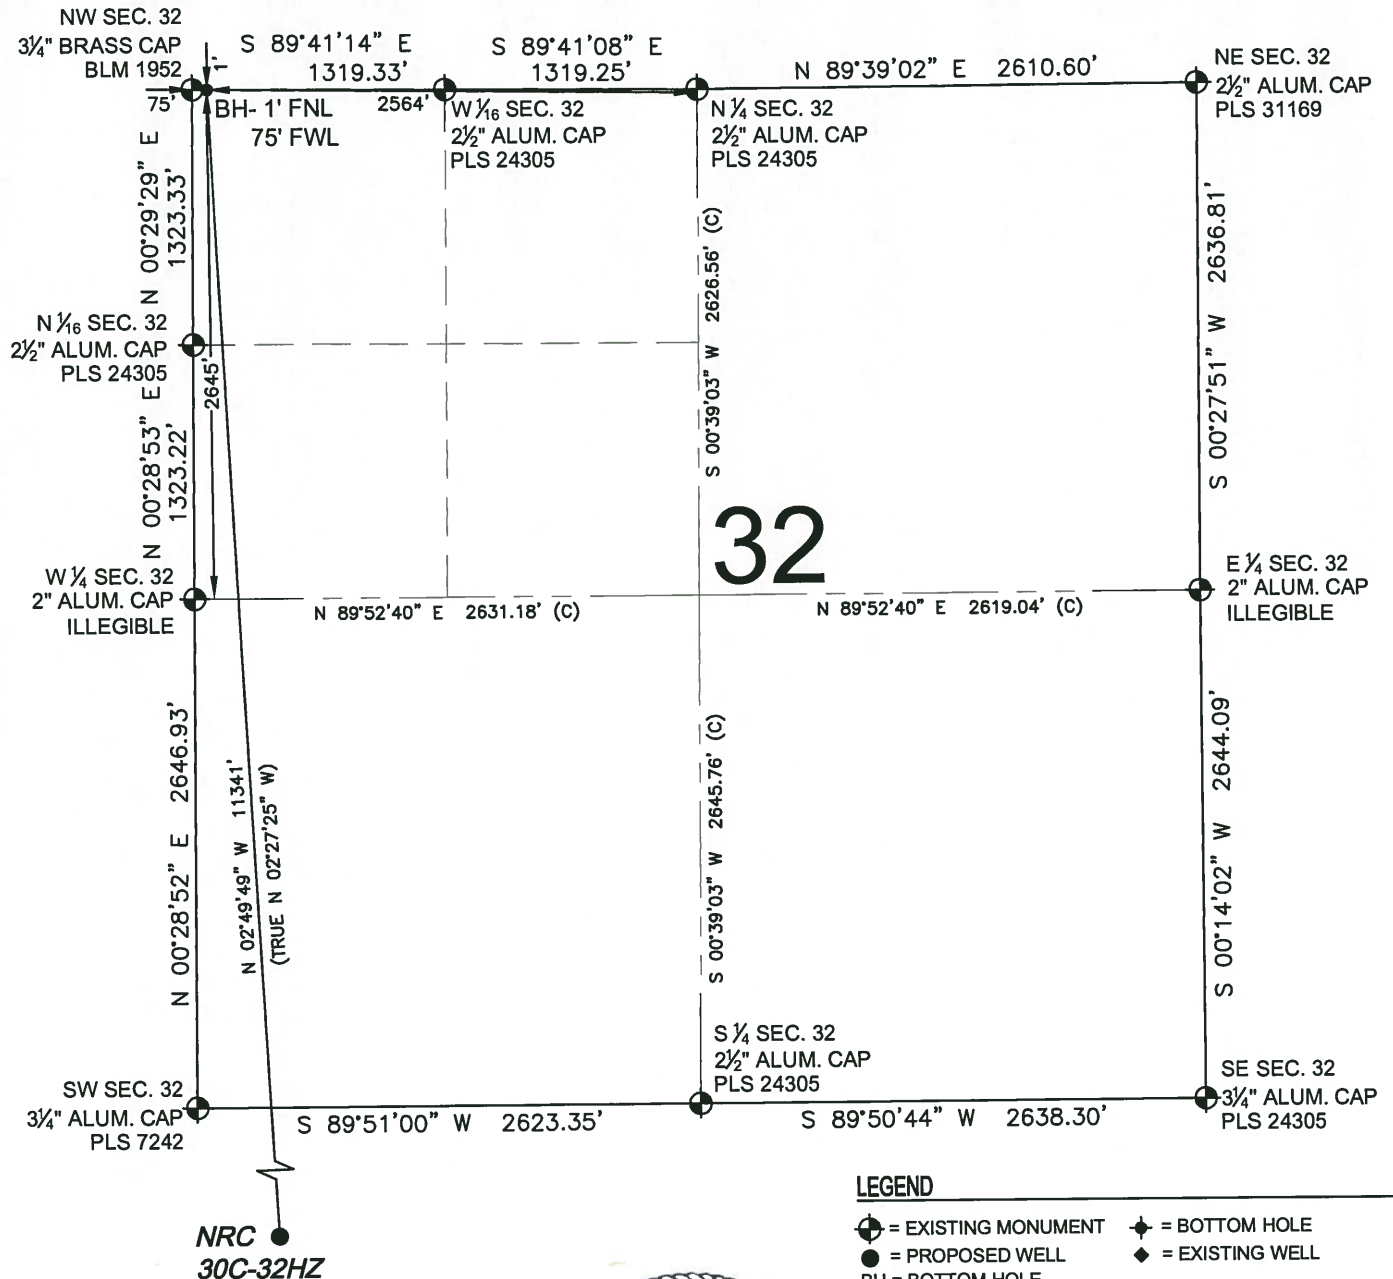 NW SEC. 32
3¼" BRASS CAP
BLM 1952
1'
75'
S 89°41'14" E
1319.33'
S 89°41'08" E
1319.25'
N 89°39'02" E 2610.60'
NE SEC. 32
2½" ALUM. CAP
PLS 31169
BH- 1' FNL
75' FWL
2564'
W 1/16 SEC. 32
2½" ALUM. CAP
PLS 24305
N ¼ SEC. 32
2½" ALUM. CAP
PLS 24305
N 00°29'29" E
1323.33'
S 00°39'03" W 2626.56' (C)
S 00°27'51" W 2636.81'
N 1/16 SEC. 32
2½" ALUM. CAP
PLS 24305
2645'
N 00°28'53" E
1323.22'
32
W ¼ SEC. 32
2" ALUM. CAP
ILLEGIBLE
N 89°52'40" E 2631.18' (C)
N 89°52'40" E 2619.04' (C)
E ¼ SEC. 32
2" ALUM. CAP
ILLEGIBLE
N 00°28'52" E 2646.93'
N 02°49'49" W 11341'
(TRUE N 02°27'25" W)
S 00°39'03" W 2645.76' (C)
S 00°14'02" W 2644.09'
SW SEC. 32
3¼" ALUM. CAP
PLS 7242
S 89°51'00" W 2623.35'
S ¼ SEC. 32
2½" ALUM. CAP
PLS 24305
S 89°50'44" W 2638.30'
SE SEC. 32
3¼" ALUM. CAP
PLS 24305
NRC
30C-32HZ
LEGEND
= EXISTING MONUMENT
= BOTTOM HOLE
= PROPOSED WELL
= EXISTING WELL
BH = BOTTOM HOLE